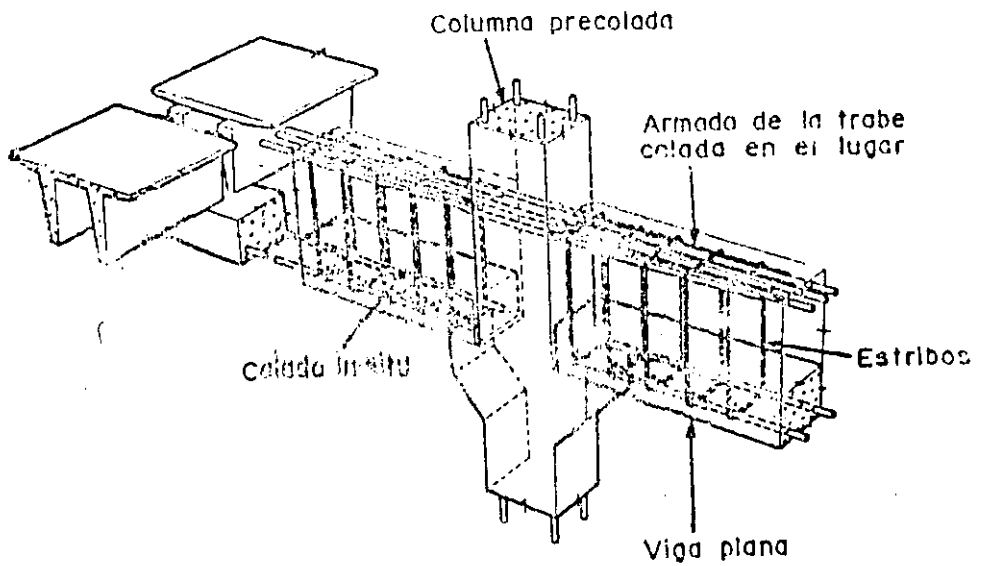 Columna precolada
Armado de la trabe
colada en el lugar
Colada in-situ
Estribos
Viga plana